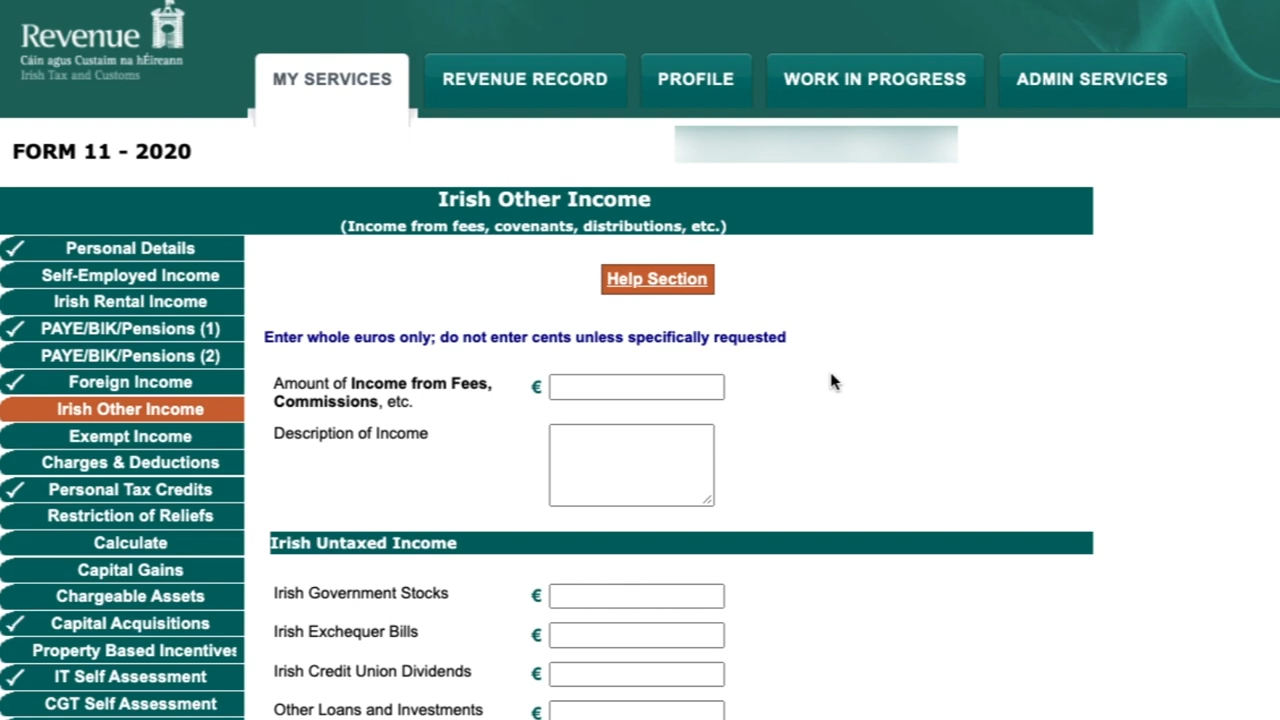 Revenue
Cáin agus Custaim na hÉireann
Irish Tax and Customs
MY SERVICES
REVENUE RECORD
PROFILE
WORK IN PROGRESS
ADMIN SERVICES
FORM 11 - 2020
Irish Other Income
(Income from fees, covenants, distributions, etc.)
Personal Details
Self-Employed Income
Irish Rental Income
PAYE/BIK/Pensions (1)
PAYE/BIK/Pensions (2)
Foreign Income
Irish Other Income
Exempt Income
Charges & Deductions
Personal Tax Credits
Restriction of Reliefs
Calculate
Capital Gains
Chargeable Assets
Capital Acquisitions
Property Based Incentives
IT Self Assessment
CGT Self Assessment
Help Section
Enter whole euros only; do not enter cents unless specifically requested
Amount of Income from Fees, €
Commissions, etc.
Description of Income
Irish Untaxed Income
Irish Government Stocks €
Irish Exchequer Bills €
Irish Credit Union Dividends €
Other Loans and Investments €